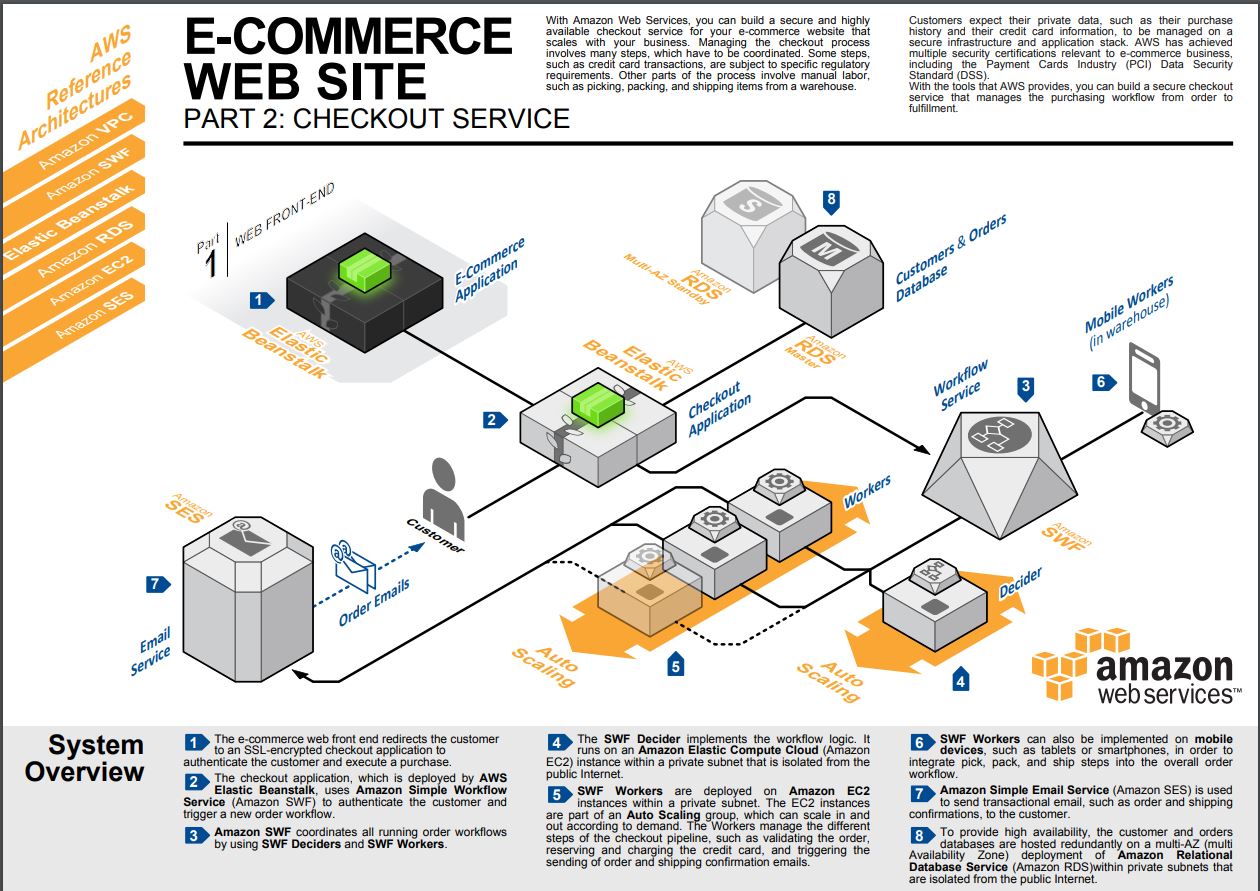 AWS
Reference
Architectures
Amazon VPC
Amazon SWF
Elastic Beanstalk
Amazon RDS
Amazon EC2
Amazon SES
E-COMMERCE
WEB SITE
PART 2: CHECKOUT SERVICE
With Amazon Web Services, you can build a secure and highly
available checkout service for your e-commerce website that
scales with your business. Managing the checkout process
involves many steps, which have to be coordinated. Some steps,
such as credit card transactions, are subject to specific regulatory
requirements. Other parts of the process involve manual labor,
such as picking, packing, and shipping items from a warehouse.
Customers expect their private data, such as their purchase
history and their credit card information, to be managed on a
secure infrastructure and application stack. AWS has achieved
multiple security certifications relevant to e-commerce business,
including the Payment Cards Industry (PCI) Data Security
Standard (DSS).
With the tools that AWS provides, you can build a secure checkout
service that manages the purchasing workflow from order to
fulfillment.
Part
1
WEB FRONT-END
1
E-Commerce
Application
AWS
Elastic
Beanstalk
S
Multi-AZ Standby
Amazon
RDS
8
M
Customers & Orders
Database
Amazon
RDS
Master
2
AWS
Elastic
Beanstalk
Checkout
Application
Mobile Workers
(in warehouse)
6
Workflow
Service
3
Amazon
SWF
Customer
Amazon
SES
@
@
@
Order Emails
7
Email
Service
Workers
Auto
Scaling
5
Decider
Auto
Scaling
4
amazon
webservices™
System
Overview
1 The e-commerce web front end redirects the customer
to an SSL-encrypted checkout application to
authenticate the customer and execute a purchase.
2 The checkout application, which is deployed by AWS
Elastic Beanstalk, uses Amazon Simple Workflow
Service (Amazon SWF) to authenticate the customer and
trigger a new order workflow.
3 Amazon SWF coordinates all running order workflows
by using SWF Deciders and SWF Workers.
4 The SWF Decider implements the workflow logic. It
runs on an Amazon Elastic Compute Cloud (Amazon
EC2) instance within a private subnet that is isolated from the
public Internet.
5 SWF Workers are deployed on Amazon EC2
instances within a private subnet. The EC2 instances
are part of an Auto Scaling group, which can scale in and
out according to demand. The Workers manage the different
steps of the checkout pipeline, such as validating the order,
reserving and charging the credit card, and triggering the
sending of order and shipping confirmation emails.
6 SWF Workers can also be implemented on mobile
devices, such as tablets or smartphones, in order to
integrate pick, pack, and ship steps into the overall order
workflow.
7 Amazon Simple Email Service (Amazon SES) is used
to send transactional email, such as order and shipping
confirmations, to the customer.
8 To provide high availability, the customer and orders
databases are hosted redundantly on a multi-AZ (multi
Availability Zone) deployment of Amazon Relational
Database Service (Amazon RDS)within private subnets that
are isolated from the public Internet.